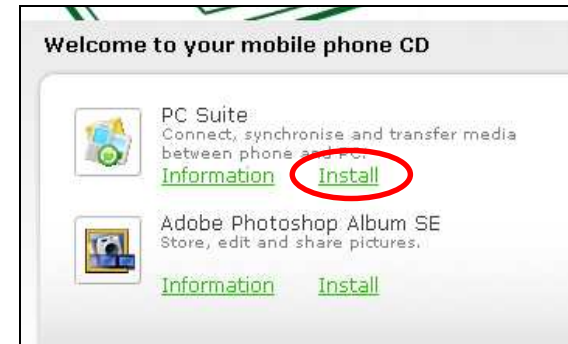 Welcome to your mobile phone CD
PC Suite
Connect, synchronise and transfer media
between phone and PC.
Information Install
Adobe Photoshop Album SE
Store, edit and share pictures.
Information Install